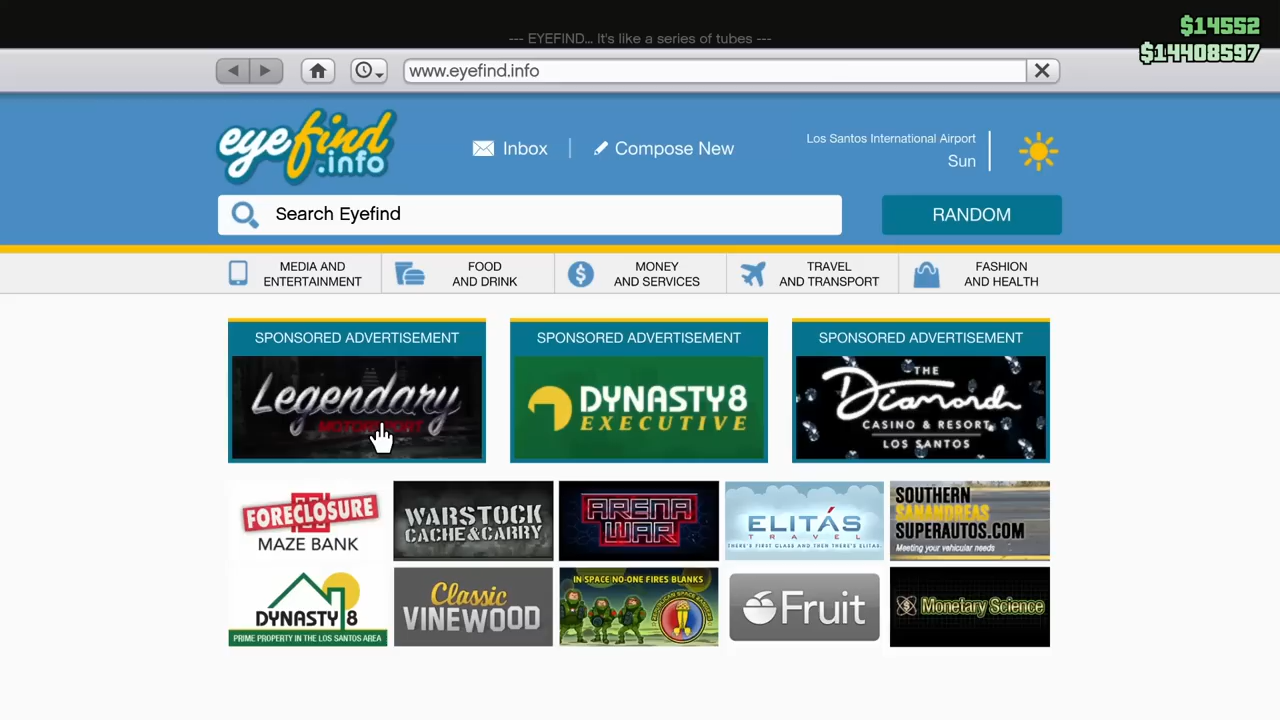 $14552
--- EYEFIND... It's like a series of tubes ---
$14408597
www.eyefind.info
eyefind
.info
Inbox
Compose New
Los Santos International Airport
Sun
Search Eyefind
RANDOM
MEDIA AND
ENTERTAINMENT
FOOD
AND DRINK
MONEY
AND SERVICES
TRAVEL
AND TRANSPORT
FASHION
AND HEALTH
SPONSORED ADVERTISEMENT
Legendary
MOTORSPORT
SPONSORED ADVERTISEMENT
DYNASTY8
EXECUTIVE
SPONSORED ADVERTISEMENT
THE
Diamond
CASINO & RESORT
LOS SANTOS
FORECLOSURE
MAZE BANK
WARSTOCK
CACHE&CARRY
ARENA
WAR
ELITÁS
TRAVEL
THERE'S FIRST CLASS AND THEN THERE'S ELITAS.
SOUTHERN
SANANDREAS
SUPERAUTOS.COM
Meeting your vehicular needs
DYNASTY 8
PRIME PROPERTY IN THE LOS SANTOS AREA
Classic
VINEWOOD
IN SPACE NO-ONE FIRES BLANKS
Fruit
Monetary Science